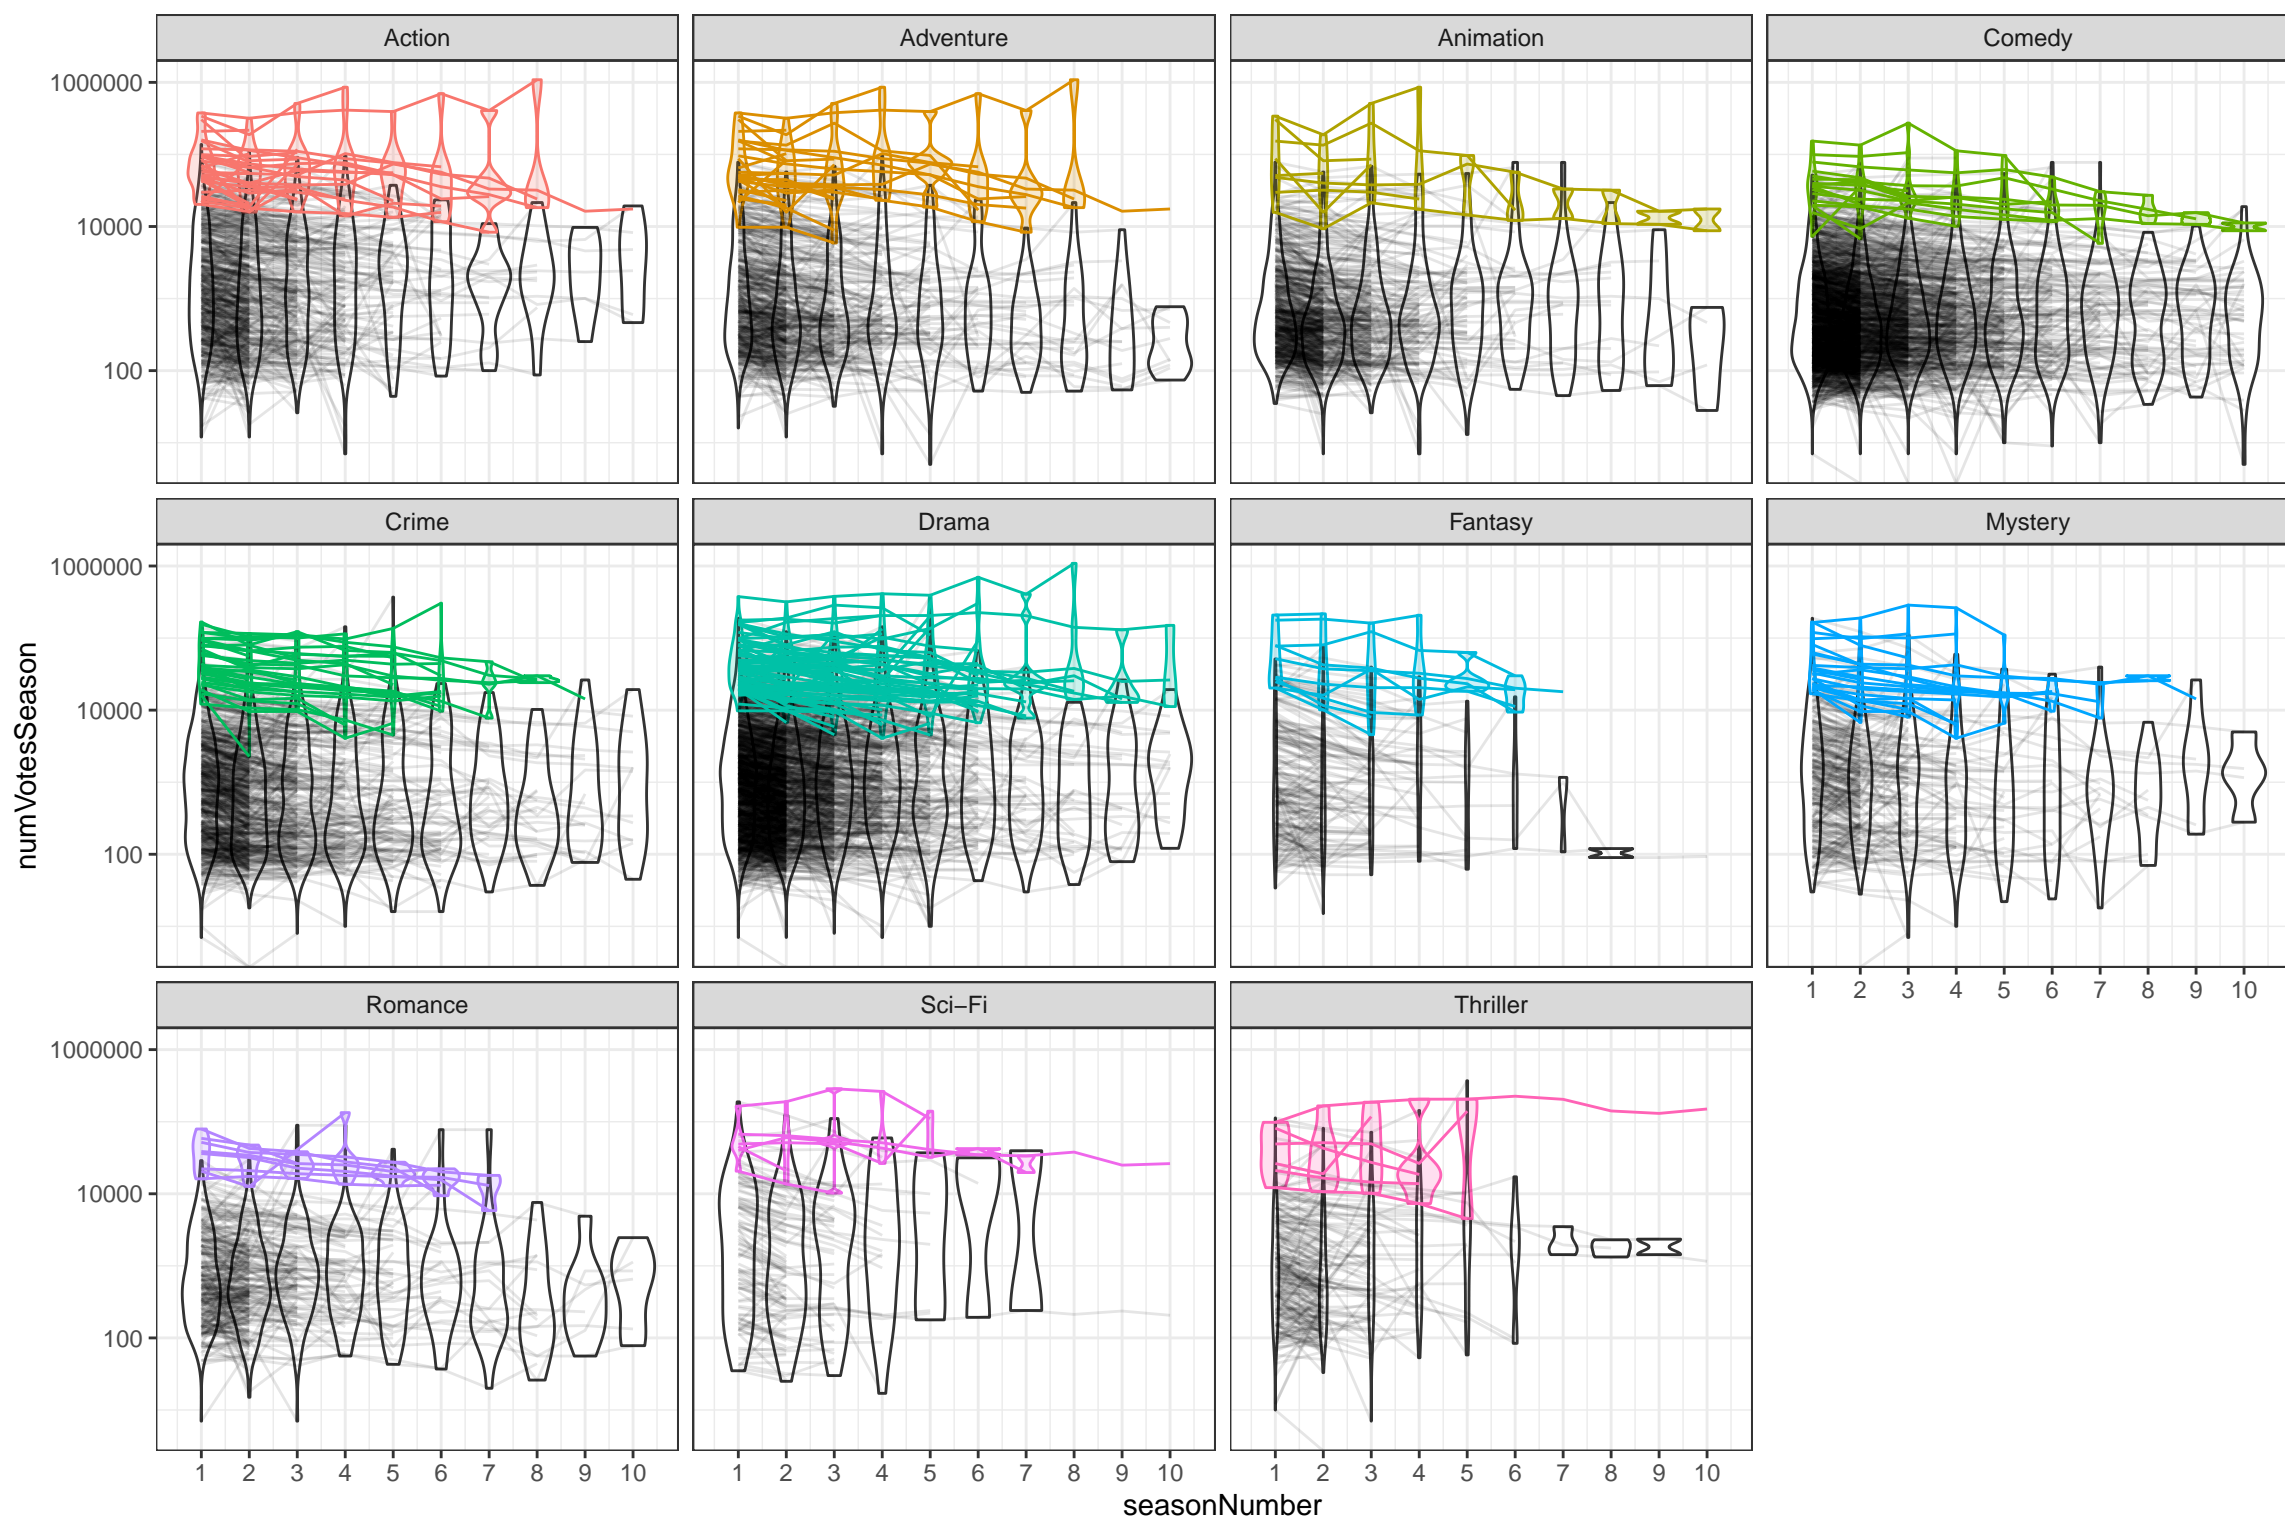 Action Adventure Animation Comedy
1000000
10000
100
Crime Drama Fantasy Mystery
1000000
10000
100
1 2 3 4 5 6 7 8 9 10
Romance Sci−Fi Thriller
1000000
10000
100
1 2 3 4 5 6 7 8 9 10 1 2 3 4 5 6 7 8 9 10 1 2 3 4 5 6 7 8 9 10
seasonNumber
numVotesSeason